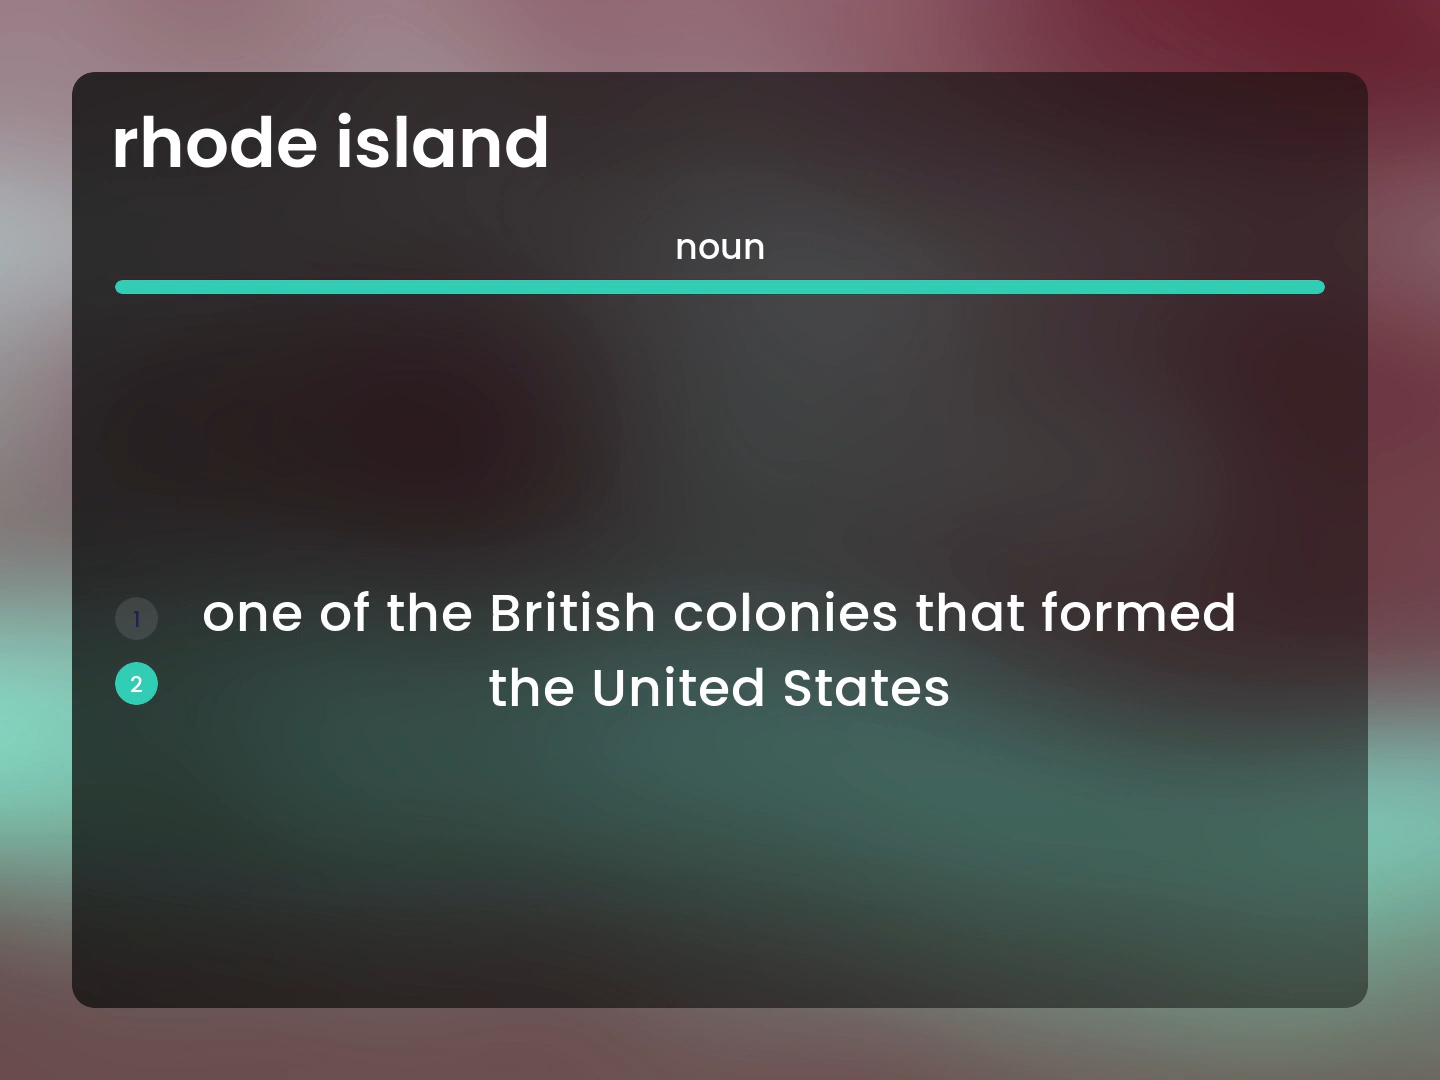 rhode island
noun
1
one of the British colonies that formed
2
the United States